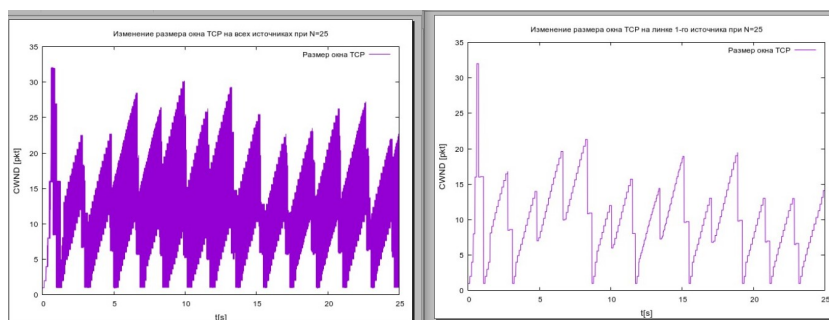 Изменение размера окна TCP на всех источниках при N=25
Размер окна TCP
CWND [pkt]
35
30
25
20
15
10
5
0
0 5 10 15 20 25
t[s]
Изменение размера окна TCP на линке 1-го источника при N=25
Размер окна TCP
CWND [pkt]
35
30
25
20
15
10
5
0
0 5 10 15 20 25
t[s]